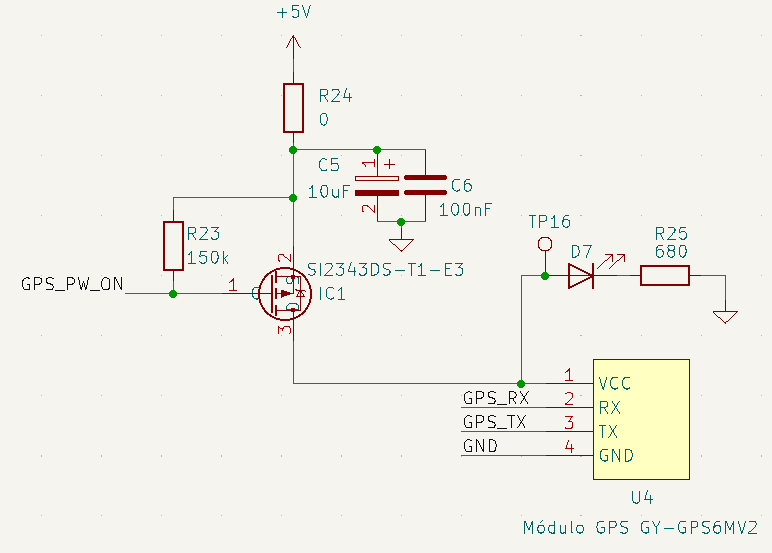 +5V
R24
0
C5
1
+
10uF
2
C6
100nF
R23
150k
TP16
D7
R25
680
2
SI2343DS-T1-E3
GPS_PW_ON
1
G
S
D
IC1
3
1
VCC
GPS_RX
2
RX
GPS_TX
3
TX
GND
4
GND
U4
Módulo GPS GY-GPS6MV2